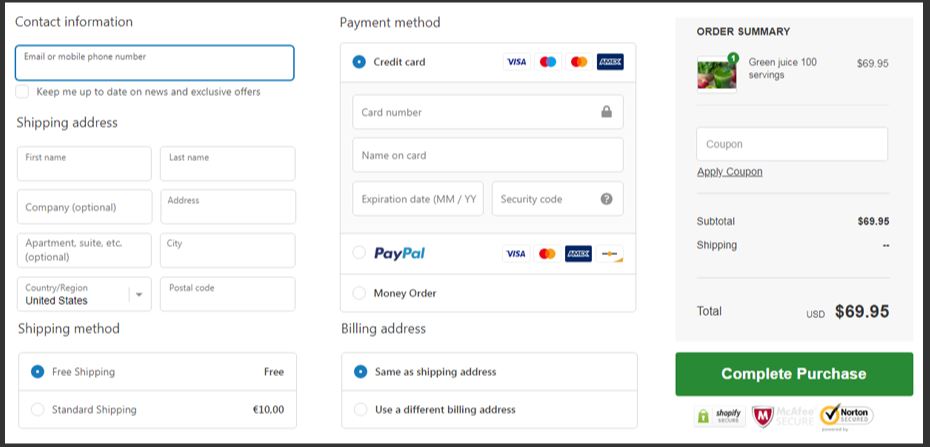 Contact information
Email or mobile phone number
Keep me up to date on news and exclusive offers
Shipping address
First name
Last name
Company (optional)
Address
Apartment, suite, etc.
(optional)
City
Country/Region
United States
Postal code
Shipping method
Free Shipping
Free
Standard Shipping
€10,00
Payment method
Credit card
VISA
AMEX
Card number
Name on card
Expiration date (MM / YY
Security code
?
PayPal
VISA
AMEX
Money Order
Billing address
Same as shipping address
Use a different billing address
ORDER SUMMARY
1
Green juice 100
servings
$69.95
Coupon
Apply Coupon
Subtotal
$69.95
Shipping
--
Total
USD $69.95
Complete Purchase
shopify
SECURE
McAfee
SECURE
Norton
SECURED
powered by